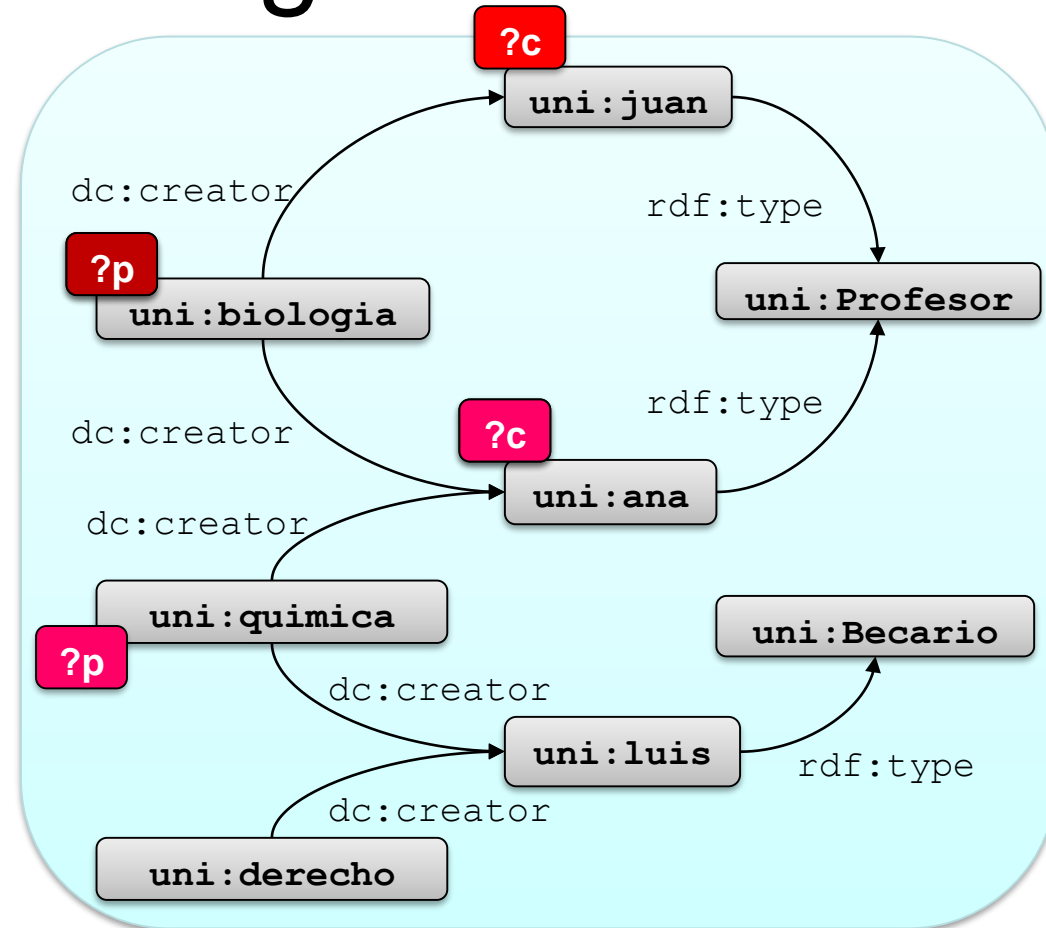 ?c
uni:juan
dc:creator
rdf:type
?p
uni:biologia
uni:Profesor
rdf:type
dc:creator
?c
uni:ana
dc:creator
uni:quimica
?p
uni:Becario
dc:creator
uni:luis
rdf:type
dc:creator
uni:derecho